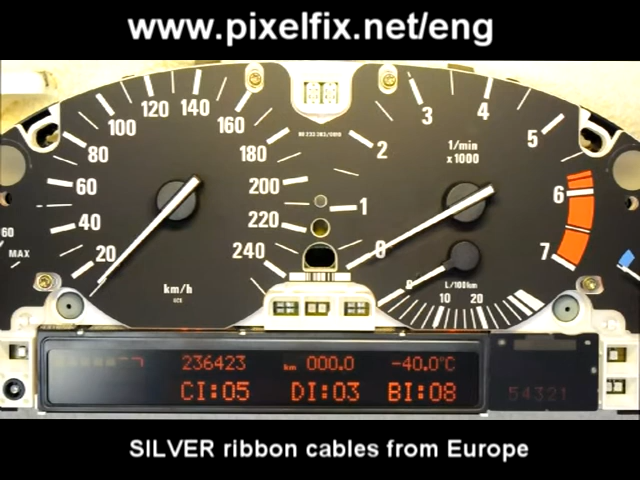 www.pixelfix.net/eng
20
40
60
80
100
120
140
160
180
200
220
240
km/h
60
MAX
0
1
2
3
4
5
6
7
1/min
x1000
0
10
20
L/100km
236423 km 000.0 -40.0°C
CI:05 DI:03 BI:08
54321
SILVER ribbon cables from Europe